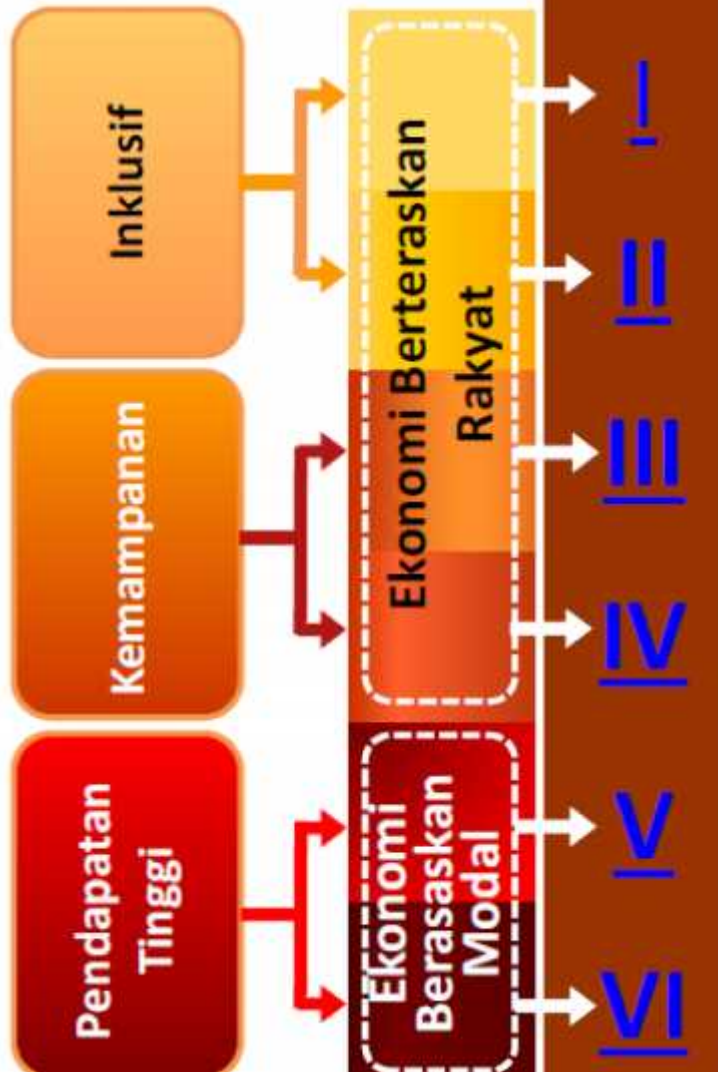 Inklusif
Kemampanan
Pendapatan
Tinggi
Ekonomi Berteraskan
Rakyat
Ekonomi
Berasaskan
Modal
I
II
III
IV
V
VI